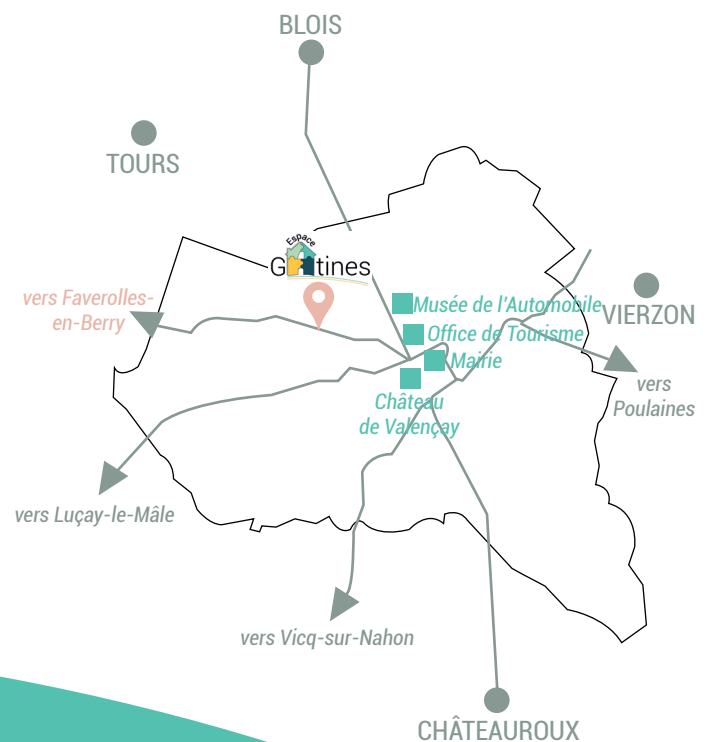 BLOIS
TOURS
Espace
Gâtines
vers Faverolles-
en-Berry
Musée de l'Automobile
VIERZON
Office de Tourisme
Mairie
vers
Poulaines
Château
de Valençay
vers Luçay-le-Mâle
vers Vicq-sur-Nahon
CHÂTEAUROUX